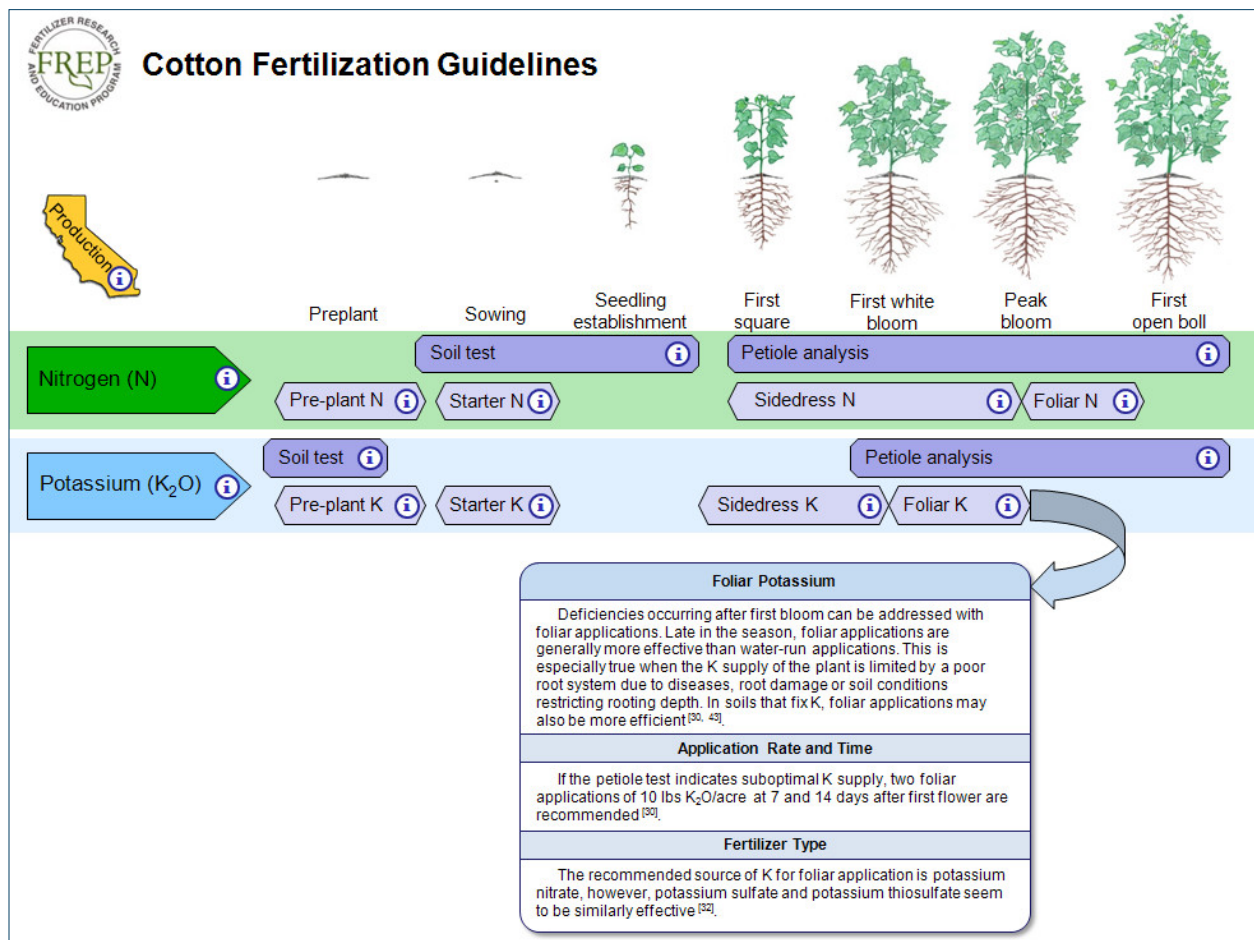 FERTILIZER RESEARCH
AND EDUCATION PROGRAM
FREP
Cotton Fertilization Guidelines
Production
i
Preplant
Sowing
Seedling
establishment
First
square
First white
bloom
Peak
bloom
First
open boll
Nitrogen (N) i
Soil test i
Petiole analysis i
Pre-plant N i
Starter N i
Sidedress N i
Foliar N i
Potassium (K₂O) i
Soil test i
Petiole analysis i
Pre-plant K i
Starter K i
Sidedress K i
Foliar K i
Foliar Potassium
Deficiencies occurring after first bloom can be addressed with
foliar applications. Late in the season, foliar applications are
generally more effective than water-run applications. This is
especially true when the K supply of the plant is limited by a poor
root system due to diseases, root damage or soil conditions
restricting rooting depth. In soils that fix K, foliar applications may
also be more efficient [30, 43].
Application Rate and Time
If the petiole test indicates suboptimal K supply, two foliar
applications of 10 lbs K₂O/acre at 7 and 14 days after first flower are
recommended [30].
Fertilizer Type
The recommended source of K for foliar application is potassium
nitrate, however, potassium sulfate and potassium thiosulfate seem
to be similarly effective [32].